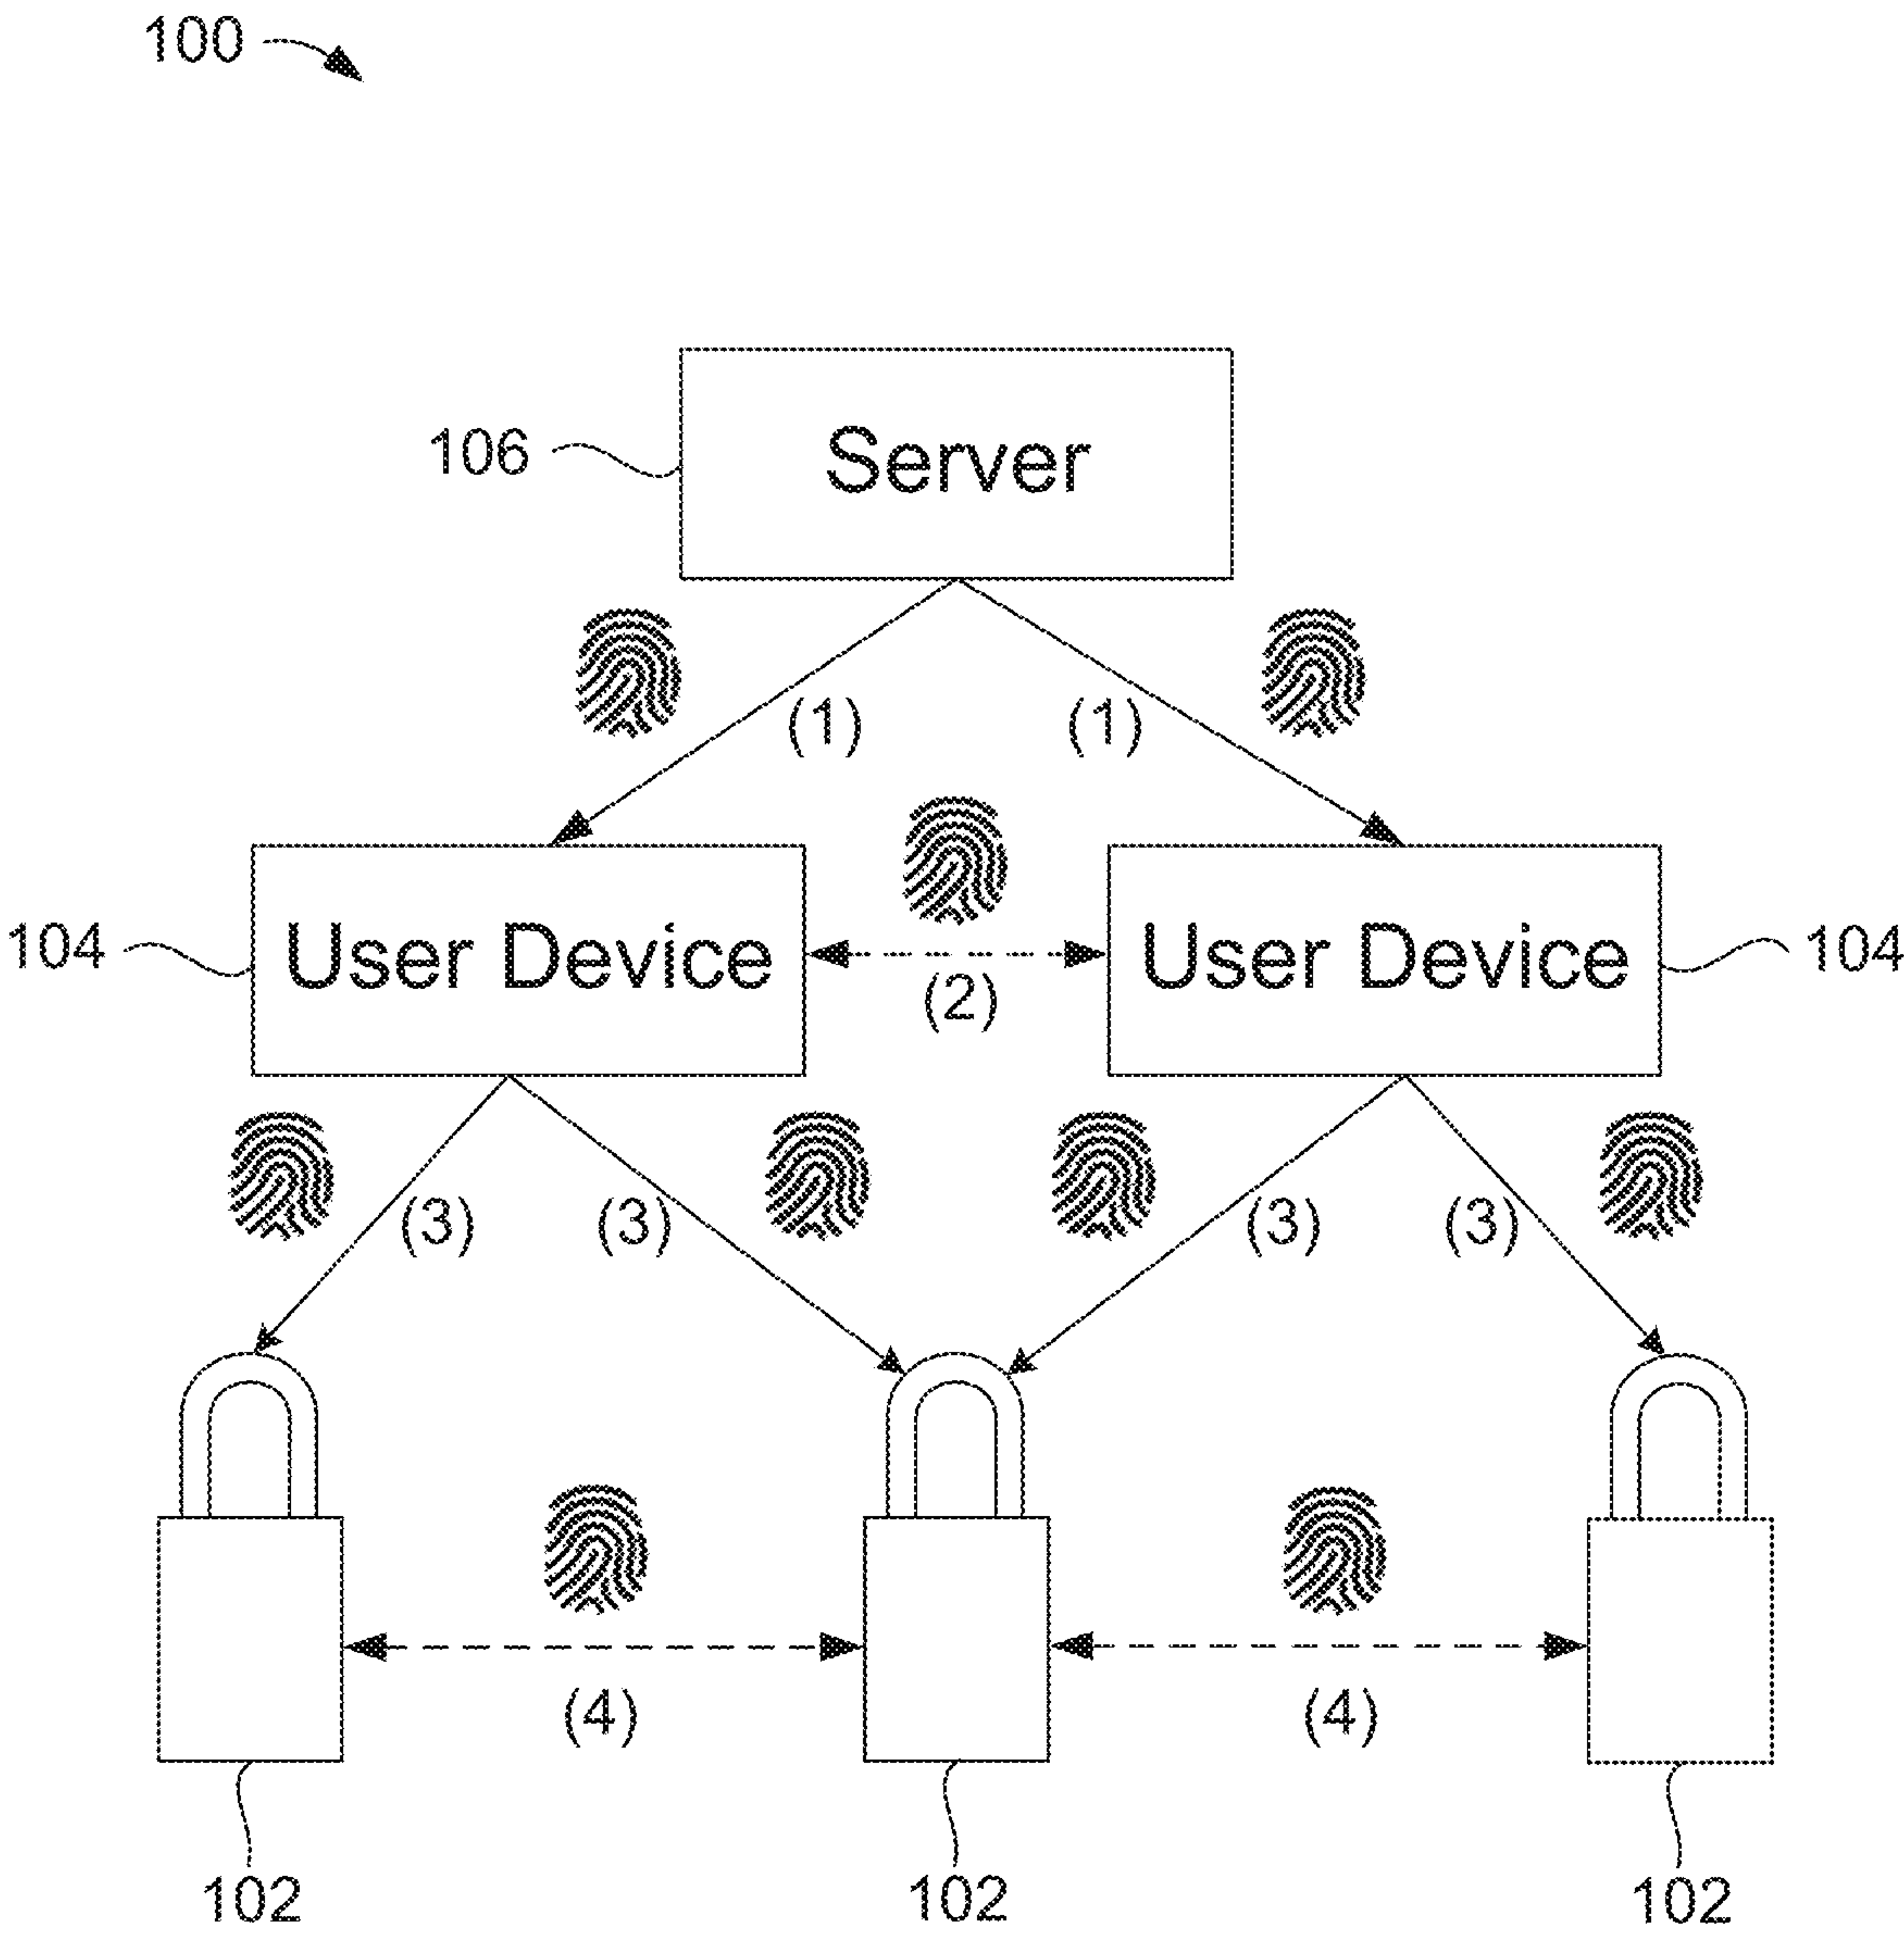 100
106
Server
(1) (1)
104
User Device
(2)
User Device
104
(3) (3) (3) (3)
(4) (4)
102 102 102